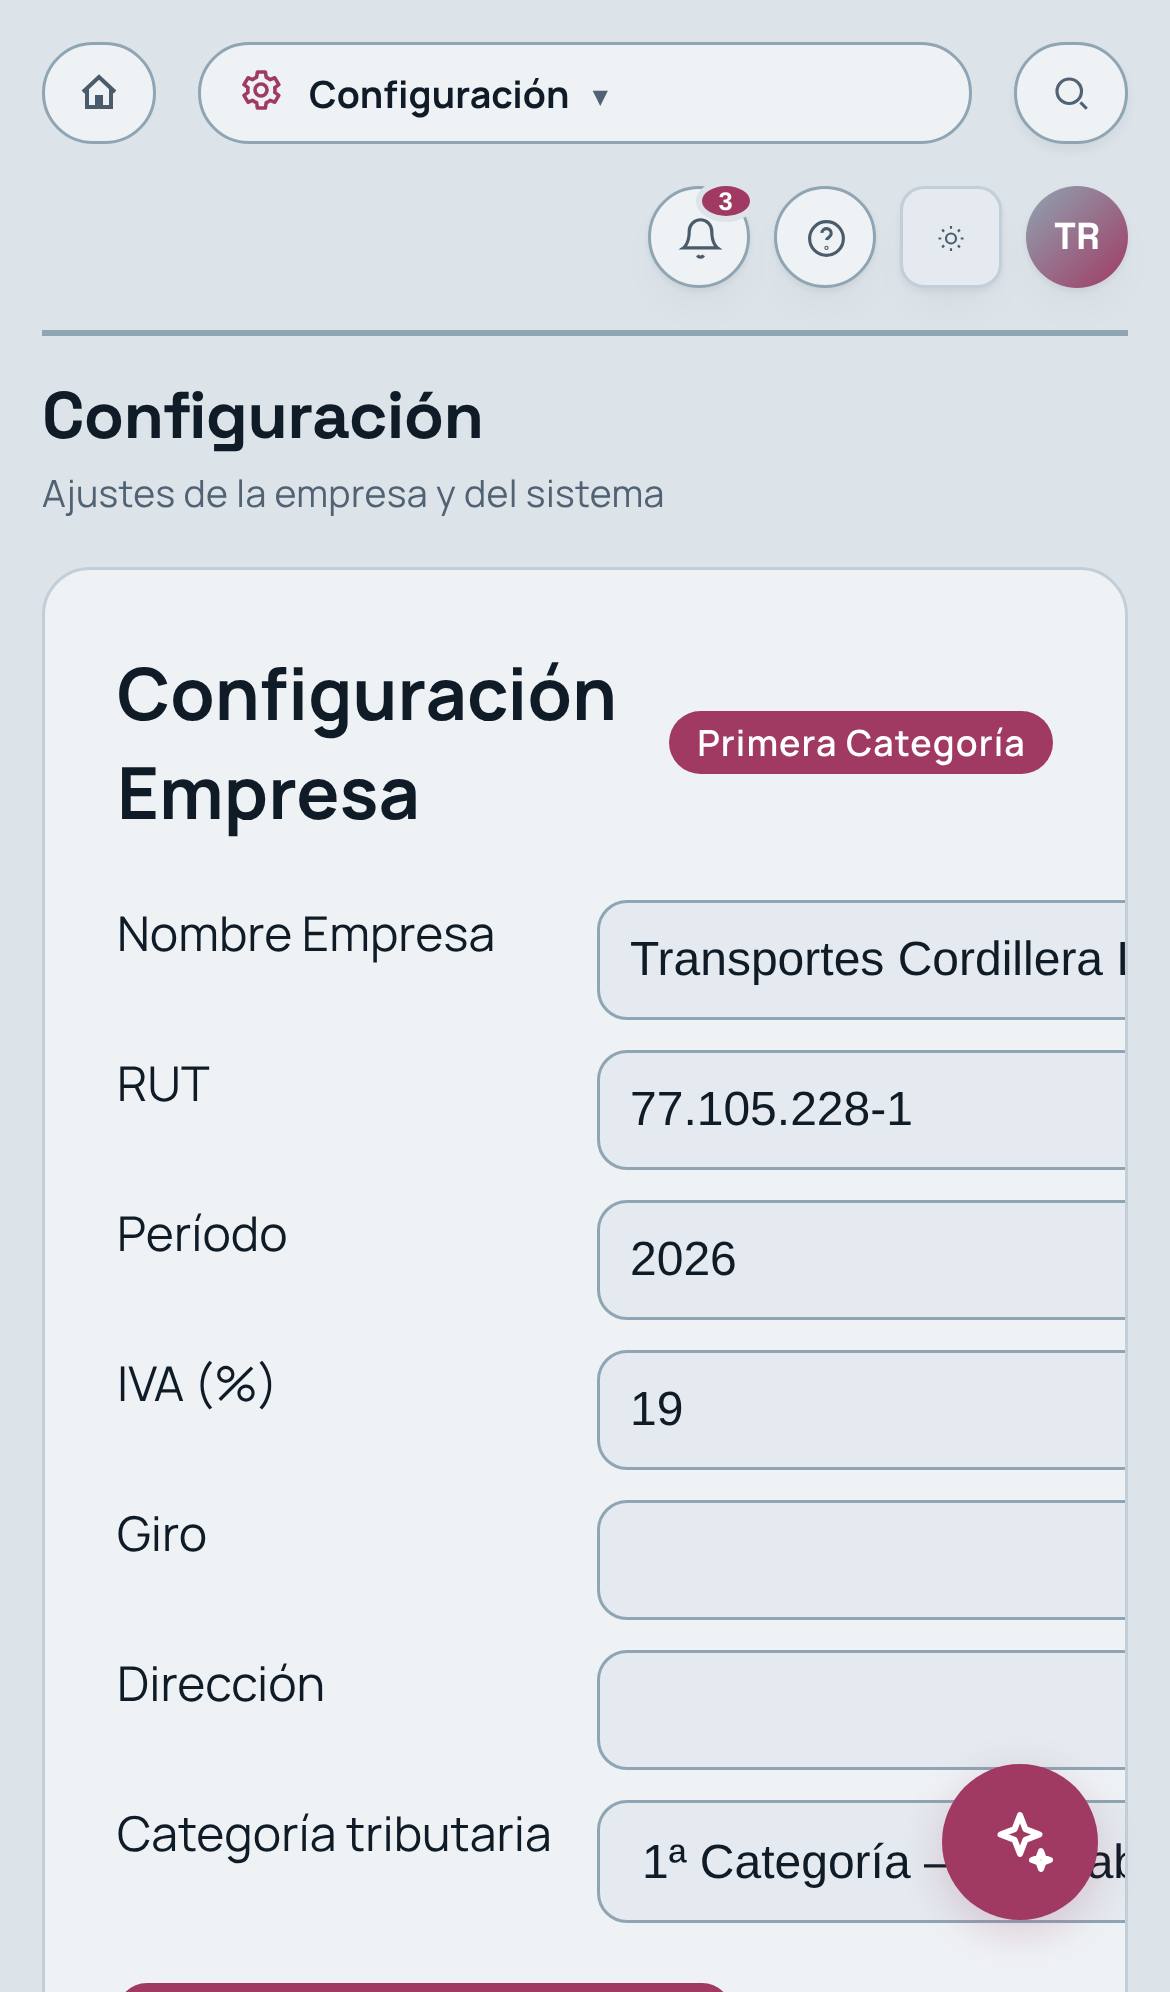 Configuración ▾
3
TR
Configuración
Ajustes de la empresa y del sistema
Configuración
Empresa
Primera Categoría
Nombre Empresa
Transportes Cordillera
RUT
77.105.228-1
Período
2026
IVA (%)
19
Giro
Dirección
Categoría tributaria
1ª Categoría –